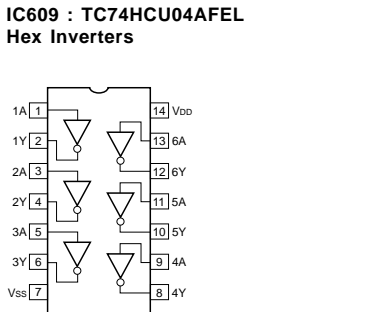 IC609 : TC74HCU04AFEL
Hex Inverters
1A 1 14 VDD
1Y 2 13 6A
2A 3 12 6Y
2Y 4 11 5A
3A 5 10 5Y
3Y 6 9 4A
Vss 7 8 4Y